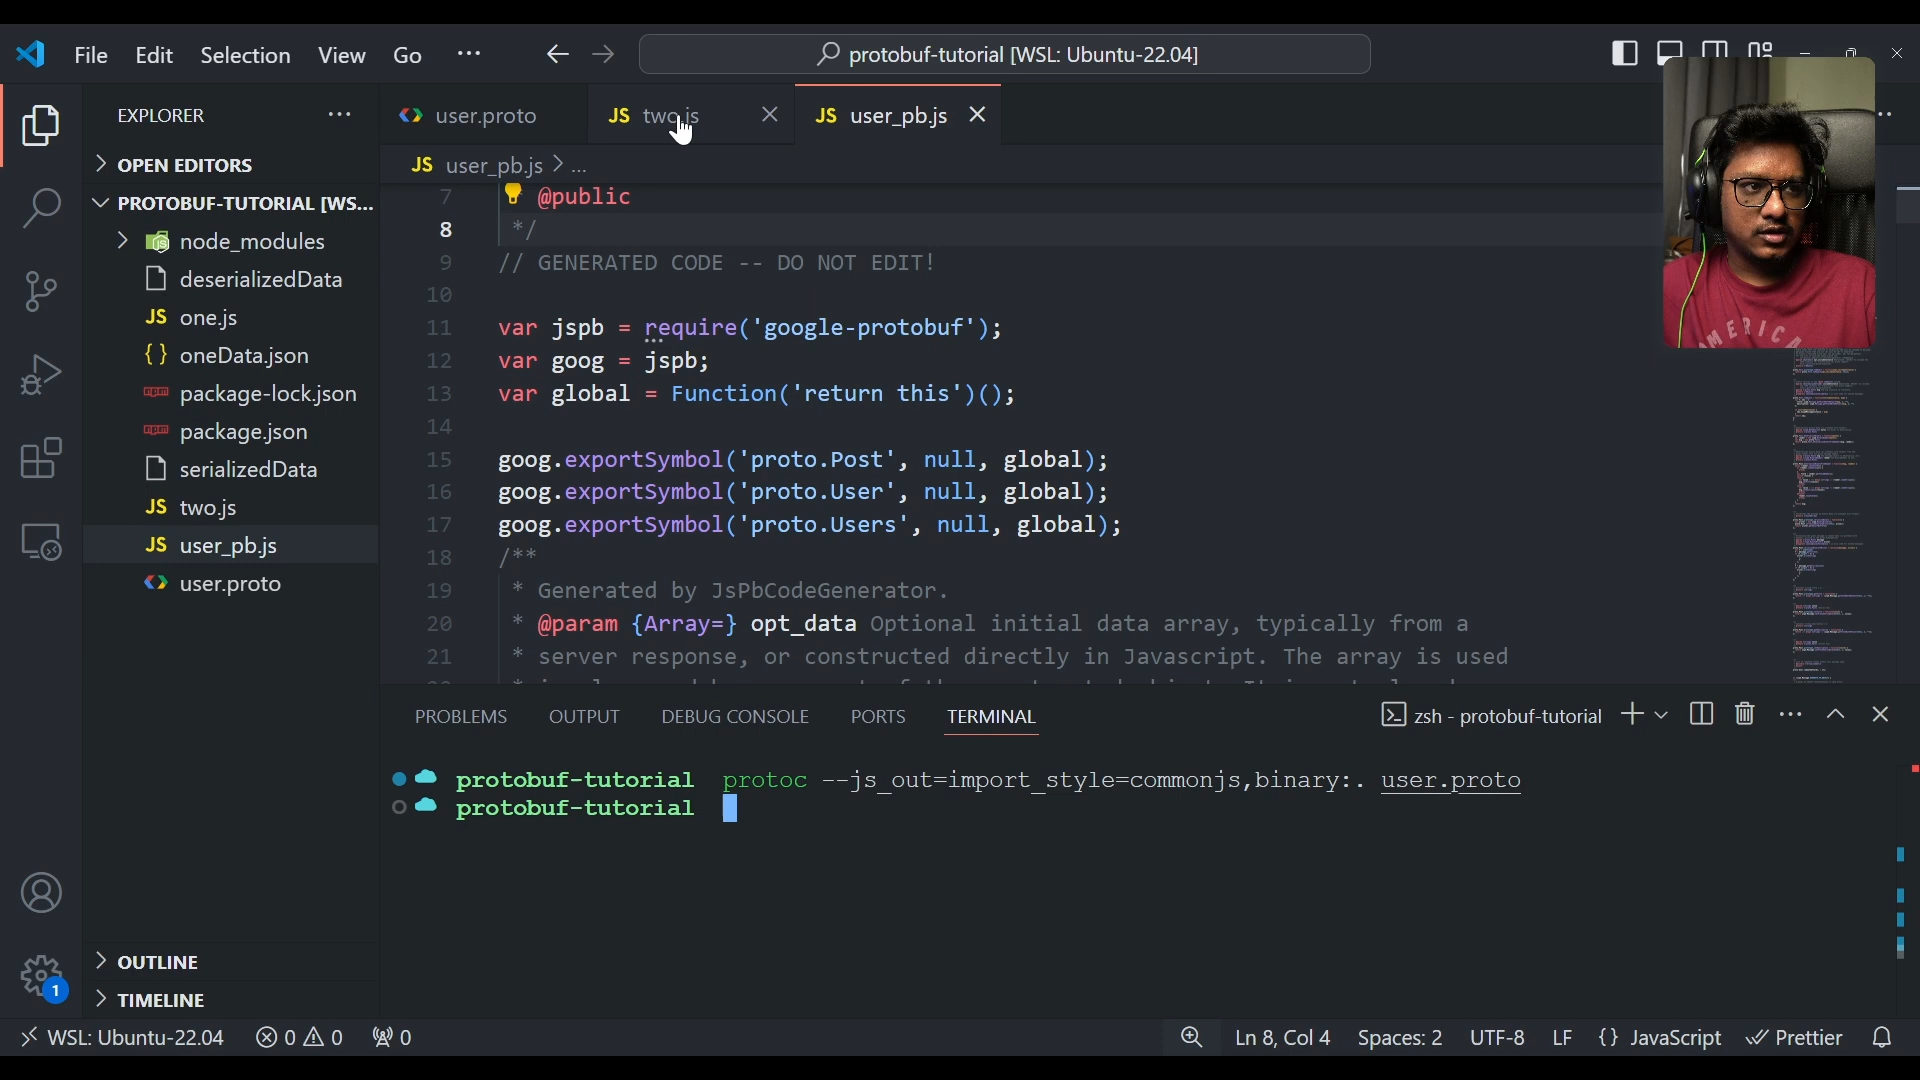 File Edit Selection View Go ...
protobuf-tutorial [WSL: Ubuntu-22.04]
EXPLORER
JS user.proto
JS two.js
JS user_pb.js
OPEN EDITORS
JS user_pb.js > ...
PROTOBUF-TUTORIAL [WS...
node_modules
deserializedData
JS one.js
{} oneData.json
package-lock.json
package.json
serializedData
JS two.js
JS user_pb.js
user.proto
OUTLINE
TIMELINE
7 @public
8 */
9 // GENERATED CODE -- DO NOT EDIT!
10
11 var jspb = require('google-protobuf');
12 var goog = jspb;
13 var global = Function('return this')();
14
15 goog.exportSymbol('proto.Post', null, global);
16 goog.exportSymbol('proto.User', null, global);
17 goog.exportSymbol('proto.Users', null, global);
18 /**
19 * Generated by JsPbCodeGenerator.
20 * @param {Array=} opt_data Optional initial data array, typically from a
21 * server response, or constructed directly in Javascript. The array is used
PROBLEMS OUTPUT DEBUG CONSOLE PORTS TERMINAL
zsh - protobuf-tutorial
protobuf-tutorial protoc --js_out=import_style=commonjs,binary:. user.proto
protobuf-tutorial
1
WSL: Ubuntu-22.04 0 0 0
Ln 8, Col 4 Spaces: 2 UTF-8 LF {} JavaScript Prettier